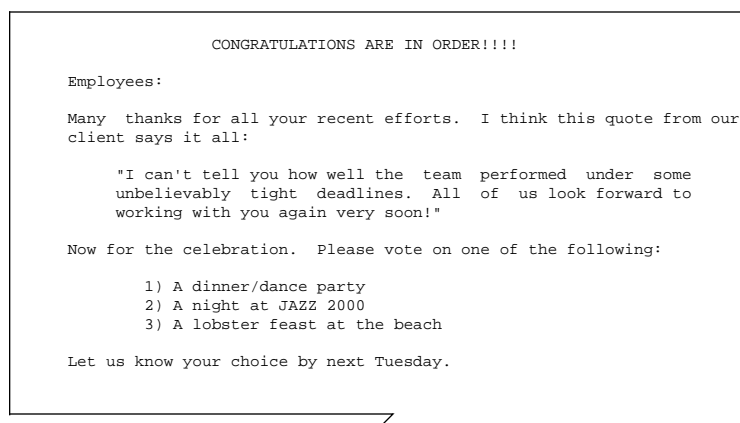 CONGRATULATIONS ARE IN ORDER!!!!
Employees:
Many thanks for all your recent efforts. I think this quote from our
client says it all:
"I can't tell you how well the team performed under some
unbelievably tight deadlines. All of us look forward to
working with you again very soon!"
Now for the celebration. Please vote on one of the following:
1) A dinner/dance party
2) A night at JAZZ 2000
3) A lobster feast at the beach
Let us know your choice by next Tuesday.